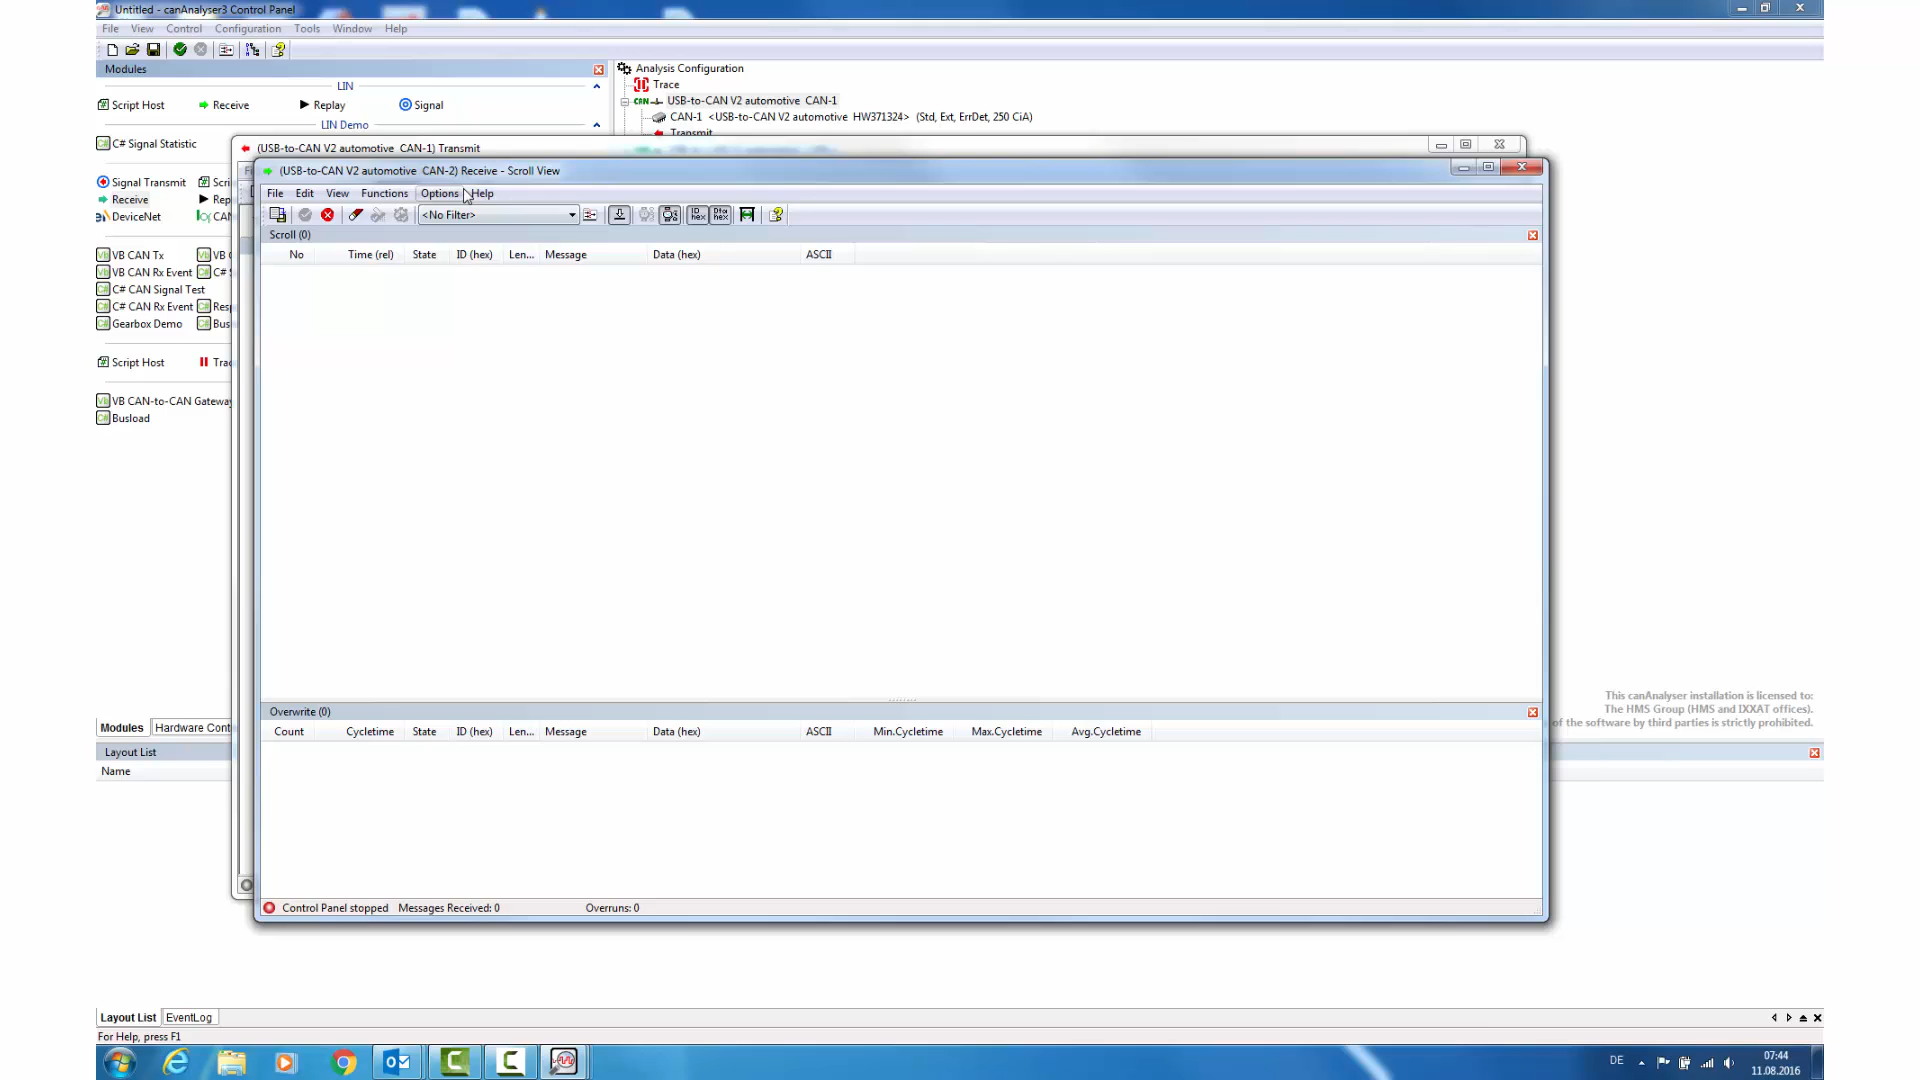 Untitled - canAnalyser3 Control Panel
File View Control Configuration Tools Window Help
Modules
LIN
Script Host Receive Replay Signal
LIN Demo
C# Signal Statistic
Signal Transmit
Receive
DeviceNet
VB CAN Tx
VB CAN Rx Event
C# CAN Signal Test
C# CAN Rx Event
Gearbox Demo
Script Host
VB CAN-to-CAN Gateway
Busload
Analysis Configuration
Trace
USB-to-CAN V2 automotive CAN-1
CAN-1 <USB-to-CAN V2 automotive HW371324> (Std, Ext, ErrDet, 250 CiA)
Transmit
(USB-to-CAN V2 automotive CAN-1) Transmit
(USB-to-CAN V2 automotive CAN-2) Receive - Scroll View
File Edit View Functions Options Help
<No Filter>
Scroll (0)
No Time (rel) State ID (hex) Len... Message Data (hex) ASCII
Overwrite (0)
Count Cycletime State ID (hex) Len... Message Data (hex) ASCII Min.Cycletime Max.Cycletime Avg.Cycletime
Control Panel stopped Messages Received: 0 Overruns: 0
This canAnalyser installation is licensed to:
The HMS Group (HMS and IXXAT offices).
of the software by third parties is strictly prohibited.
Modules Hardware Cont
Layout List
Name
Layout List EventLog
For Help, press F1
DE
07:44
11.08.2016